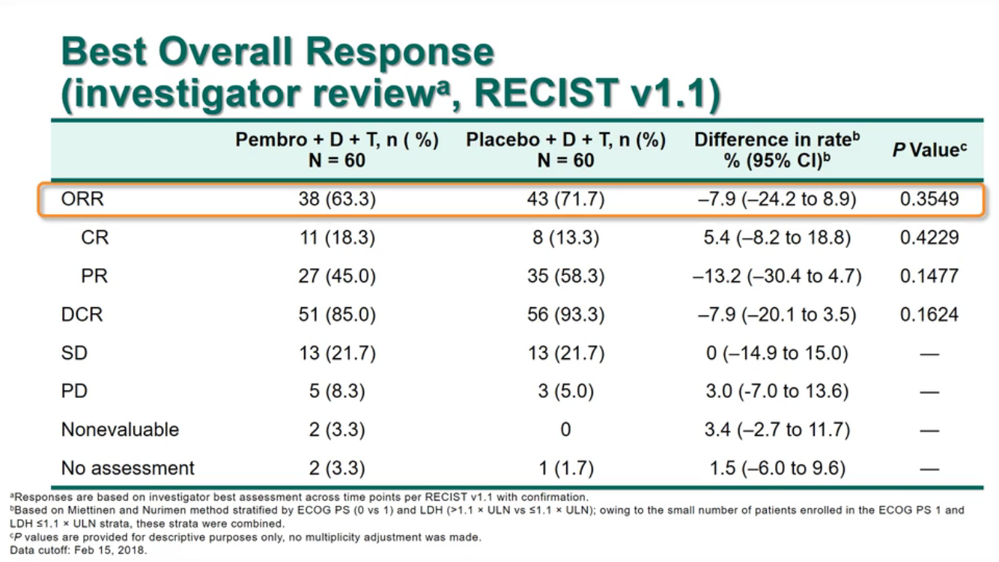 Best Overall Response
(investigator reviewᵃ, RECIST v1.1)
Pembro + D + T, n ( %) Placebo + D + T, n (%) Difference in rateᵇ P Valueᶜ
N = 60 N = 60 % (95% CI)ᵇ
ORR 38 (63.3) 43 (71.7) –7.9 (–24.2 to 8.9) 0.3549
CR 11 (18.3) 8 (13.3) 5.4 (–8.2 to 18.8) 0.4229
PR 27 (45.0) 35 (58.3) –13.2 (–30.4 to 4.7) 0.1477
DCR 51 (85.0) 56 (93.3) –7.9 (–20.1 to 3.5) 0.1624
SD 13 (21.7) 13 (21.7) 0 (–14.9 to 15.0) —
PD 5 (8.3) 3 (5.0) 3.0 (-7.0 to 13.6) —
Nonevaluable 2 (3.3) 0 3.4 (–2.7 to 11.7) —
No assessment 2 (3.3) 1 (1.7) 1.5 (–6.0 to 9.6) —
ᵃResponses are based on investigator best assessment across time points per RECIST v1.1 with confirmation.
ᵇBased on Miettinen and Nurimen method stratified by ECOG PS (0 vs 1) and LDH (>1.1 × ULN vs ≤1.1 × ULN); owing to the small number of patients enrolled in the ECOG PS 1 and
LDH ≤1.1 × ULN strata, these strata were combined.
ᶜP values are provided for descriptive purposes only, no multiplicity adjustment was made.
Data cutoff: Feb 15, 2018.